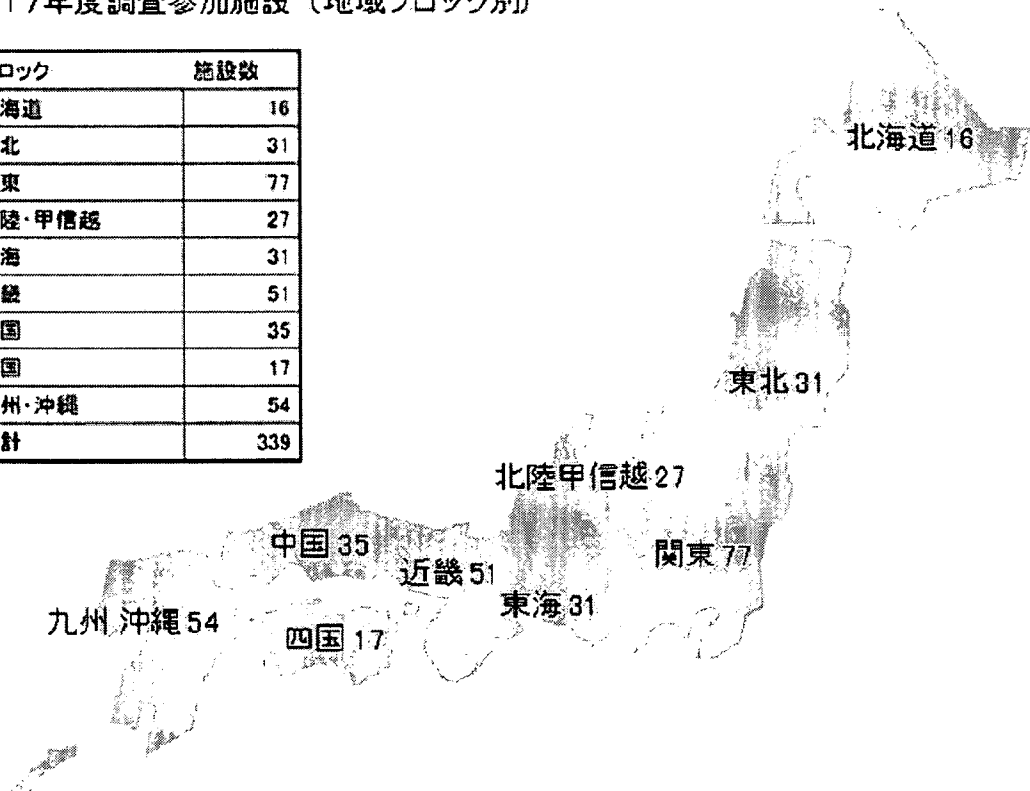 17年度調査参加施設（地域ブロック別）
ロック 施設数
海道 16
北 31
東 77
陸・甲信越 27
海 31
畿 51
国 35
国 17
州・沖縄 54
計 339
北海道 16
東北 31
北陸甲信越 27
中国 35
関東 77
近畿 51
東海 31
九州 沖縄 54
四国 17